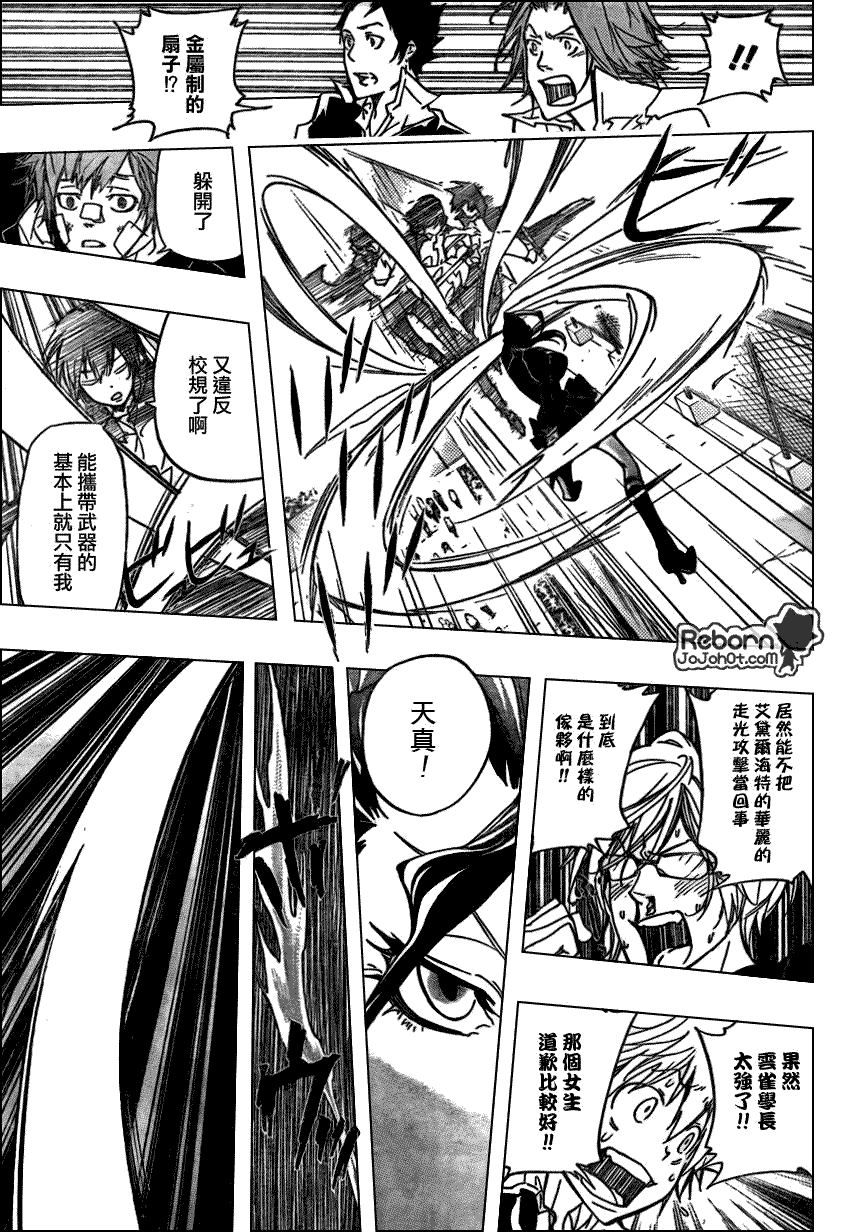 !!
金屬制的
扇子!?
ビュ
躲開了
又違反
校規了啊
能攜帶武器的
基本上就只有我
ビュ
Reborn
JoJoHot.com
居然能不把
艾黛爾海特的華麗的
走光攻擊當回事
到底
是什麼樣的
傢夥啊!!
果然
雲雀學長
太強了!!
那個女生
道歉比較好!!
天真!